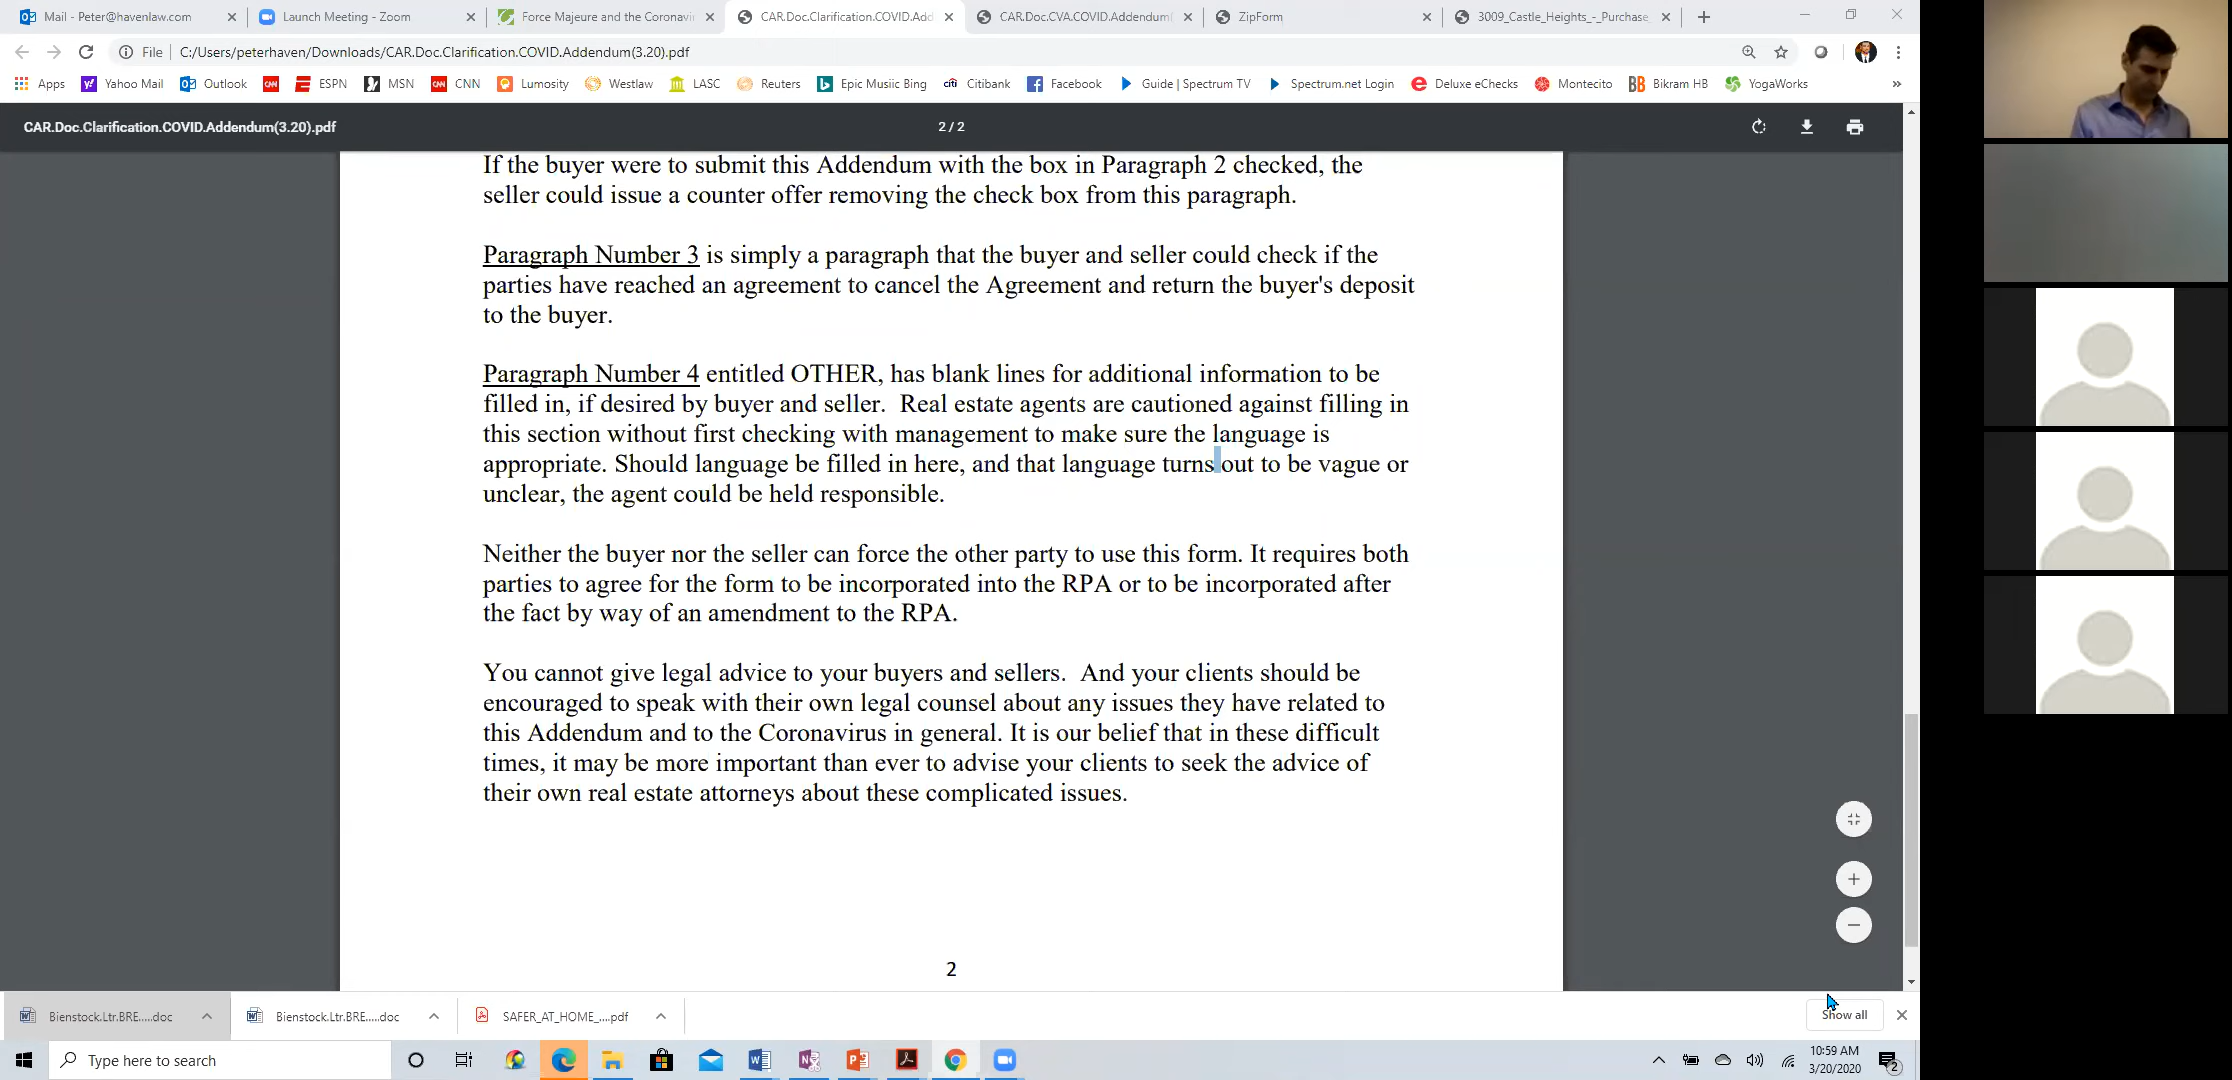 Mail - Peter@havenlaw.com
Launch Meeting - Zoom
Force Majeure and the Coronavir
CAR.Doc.Clarification.COVID.Add
CAR.Doc.CVA.COVID.Addendum(
ZipForm
3009_Castle_Heights_-_Purchase_
File C:/Users/peterhaven/Downloads/CAR.Doc.Clarification.COVID.Addendum(3.20).pdf
Apps Yahoo Mail Outlook CNN ESPN MSN CNN Lumosity Westlaw LASC Reuters Epic Musiic Bing citi Citibank Facebook Guide | Spectrum TV Spectrum.net Login Deluxe eChecks Montecito BB Bikram HB YogaWorks »
CAR.Doc.Clarification.COVID.Addendum(3.20).pdf
2 / 2
If the buyer were to submit this Addendum with the box in Paragraph 2 checked, the
seller could issue a counter offer removing the check box from this paragraph.
Paragraph Number 3 is simply a paragraph that the buyer and seller could check if the
parties have reached an agreement to cancel the Agreement and return the buyer's deposit
to the buyer.
Paragraph Number 4 entitled OTHER, has blank lines for additional information to be
filled in, if desired by buyer and seller.  Real estate agents are cautioned against filling in
this section without first checking with management to make sure the language is
appropriate. Should language be filled in here, and that language turns out to be vague or
unclear, the agent could be held responsible.
Neither the buyer nor the seller can force the other party to use this form. It requires both
parties to agree for the form to be incorporated into the RPA or to be incorporated after
the fact by way of an amendment to the RPA.
You cannot give legal advice to your buyers and sellers.  And your clients should be
encouraged to speak with their own legal counsel about any issues they have related to
this Addendum and to the Coronavirus in general. It is our belief that in these difficult
times, it may be more important than ever to advise your clients to seek the advice of
their own real estate attorneys about these complicated issues.
2
Bienstock.Ltr.BRE.....doc
Bienstock.Ltr.BRE.....doc
SAFER_AT_HOME_....pdf
Show all
Type here to search
10:59 AM
3/20/2020
2